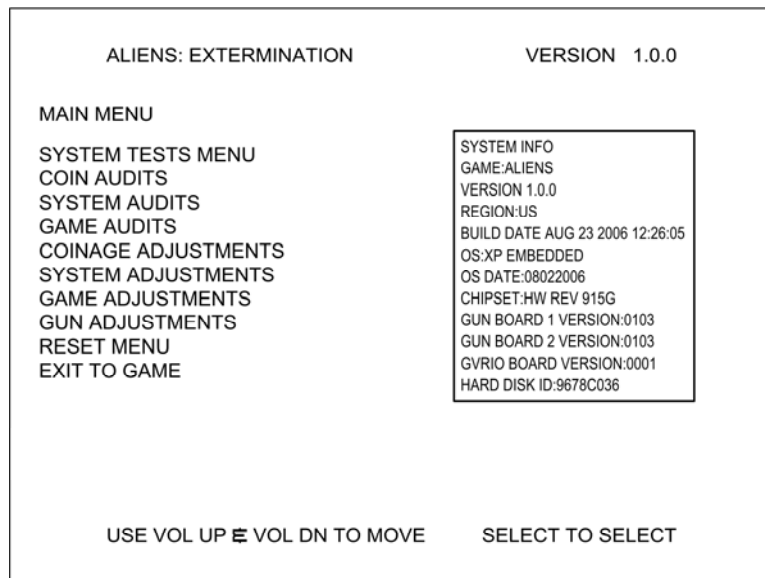 ALIENS: EXTERMINATION VERSION 1.0.0
MAIN MENU
SYSTEM TESTS MENU
COIN AUDITS
SYSTEM AUDITS
GAME AUDITS
COINAGE ADJUSTMENTS
SYSTEM ADJUSTMENTS
GAME ADJUSTMENTS
GUN ADJUSTMENTS
RESET MENU
EXIT TO GAME
SYSTEM INFO
GAME:ALIENS
VERSION 1.0.0
REGION:US
BUILD DATE AUG 23 2006 12:26:05
OS:XP EMBEDDED
OS DATE:08022006
CHIPSET:HW REV 915G
GUN BOARD 1 VERSION:0103
GUN BOARD 2 VERSION:0103
GVRIO BOARD VERSION:0001
HARD DISK ID:9678C036
USE VOL UP & VOL DN TO MOVE SELECT TO SELECT